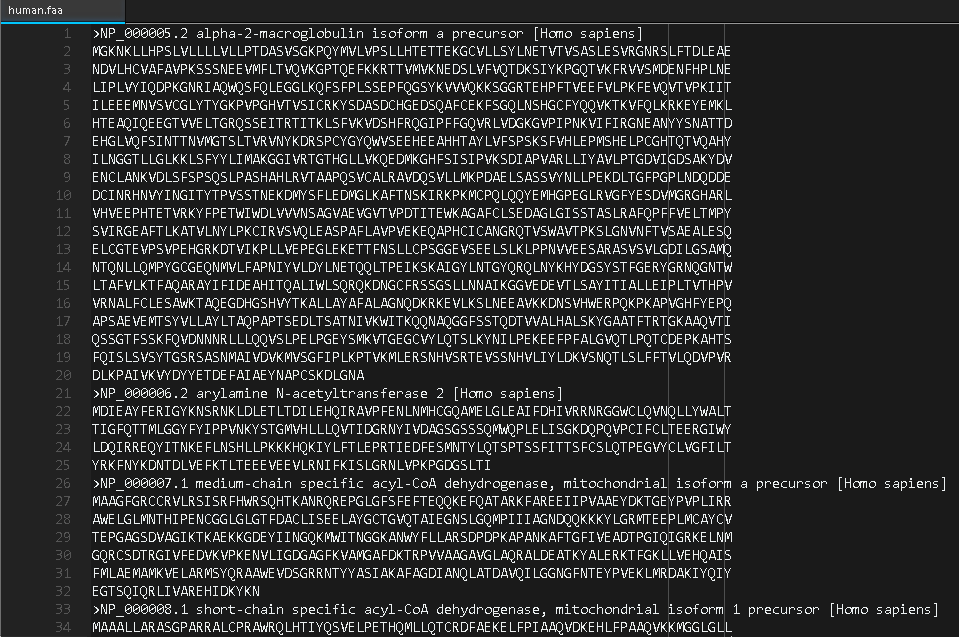 human.faa
1 >NP_000005.2 alpha-2-macroglobulin isoform a precursor [Homo sapiens]
2 MGKNKLLHPSLVLLLLVLLPTDASVSGKPQYMVLVPSLLHTETTEKGCVLLSYLNETVTVSASLESVRGNRSLFTDLEAE
3 NDVLHCVAFAVPKSSSNEEVMFLTVQVKGPTQEFKKRTTVMVKNEDSLVFVQTDKSIYKPGQTVKFRVVSMDENFHPLNE
4 LIPLVYIQDPKGNRIAQWQSFQLEGGLKQFSFPLSSEPFQGSYKVVVQKKSGGRTEHPFTVEEFVLPKFEVQVTVPKIIT
5 ILEEEMNVSVCGLYTYGKPVPGHVTVSICRKYSDASDCHGEDSQAFCEKFSGQLNSHGCFYQQVKTKVFQLKRKEYEMKL
6 HTEAQIQEEGTVVELTGRQSSEITRTITKLSFVKVDSHFRQGIPFFGQVRLVDGKGVPIPNKVIFIRGNEANYYSNATTD
7 EHGLVQFSINTTNVMGTSLTVRVNYKDRSPCYGYQWVSEEHEEAHHTAYLVFSPSKSFVHLEPMSHELPCGHTQTVQAHY
8 ILNGGTLLGLKKLSFYYLIMAKGGIVRTGTHGLLVKQEDMKGHFSISIPVKSDIAPVARLLIYAVLPTGDVIGDSAKYDV
9 ENCLANKVDLSFSPSQSLPASHAHLRVTAAPQSVCALRAVDQSVLLMKPDAELSASSVYNLLPEKDLTGFPGPLNDQDDE
10 DCINRHNVYINGITYTPVSSTNEKDMYSFLEDMGLKAFTNSKIRKPKMCPQLQQYEMHGPEGLRVGFYESDVMGRGHARL
11 VHVEEPHTETVRKYFPETWIWDLVVVNSAGVAEVGVTVPDTITEWKAGAFCLSEDAGLGISSTASLRAFQPFFVELTMPY
12 SVIRGEAFTLKATVLNYLPKCIRVSVQLEASPAFLAVPVEKEQAPHCICANGRQTVSWAVTPKSLGNVNFTVSAEALESQ
13 ELCGTEVPSVPEHGRKDTVIKPLLVEPEGLEKETTFNSLLCPSGGEVSEELSLKLPPNVVEESARASVSVLGDILGSAMQ
14 NTQNLLQMPYGCGEQNMVLFAPNIYVLDYLNETQQLTPEIKSKAIGYLNTGYQRQLNYKHYDGSYSTFGERYGRNQGNTW
15 LTAFVLKTFAQARAYIFIDEAHITQALIWLSQRQKDNGCFRSSGSLLNNAIKGGVEDEVTLSAYITIALLEIPLTVTHPV
16 VRNALFCLESAWKTAQEGDHGSHVYTKALLAYAFALAGNQDKRKEVLKSLNEEAVKKDNSVHWERPQKPKAPVGHFYEPQ
17 APSAEVEMTSYVLLAYLTAQPAPTSEDLTSATNIVKWITKQQNAQGGFSSTQDTVVALHALSKYGAATFTRTGKAAQVTI
18 QSSGTFSSKFQVDNNNRLLLQQVSLPELPGEYSMKVTGEGCVYLQTSLKYNILPEKEEFPFALGVQTLPQTCDEPKAHTS
19 FQISLSVSYTGSRSASNMAIVDVKMVSGFIPLKPTVKMLERSNHVSRTEVSSNHVLIYLDKVSNQTLSLFFTVLQDVPVR
20 DLKPAIVKVYDYYETDEFAIAEYNAPCSKDLGNA
21 >NP_000006.2 arylamine N-acetyltransferase 2 [Homo sapiens]
22 MDIEAYFERIGYKNSRNKLDLETLTDILEHQIRAVPFENLNMHCGQAMELGLEAIFDHIVRRNRGGWCLQVNQLLYWALT
23 TIGFQTTMLGGYFYIPPVNKYSTGMVHLLLQVTIDGRNYIVDAGSGSSSQMWQPLELISGKDQPQVPCIFCLTEERGIWY
24 LDQIRREQYITNKEFLNSHLLPKKKHQKIYLFTLEPRTIEDFESMNTYLQTSPTSSFITTSFCSLQTPEGVYCLVGFILT
25 YRKFNYKDNTDLVEFKTLTEEEVEEVLRNIFKISLGRNLVPKPGDGSLTI
26 >NP_000007.1 medium-chain specific acyl-CoA dehydrogenase, mitochondrial isoform a precursor [Homo sapiens]
27 MAAGFGRCCRVLRSISRFHWRSQHTKANRQREPGLGFSFEFTEQQKEFQATARKFAREEIIPVAAEYDKTGEYPVPLIRR
28 AWELGLMNTHIPENCGGLGLGTFDACLISEELAYGCTGVQTAIEGNSLGQMPIIIAGNDQQKKKYLGRMTEEPLMCAYCV
29 TEPGAGSDVAGIKTKAEKKGDEYIINGQKMWITNGGKANWYFLLARSDPDPKAPANKAFTGFIVEADTPGIQIGRKELNM
30 GQRCSDTRGIVFEDVKVPKENVLIGDGAGFKVAMGAFDKTRPVVAAGAVGLAQRALDEATKYALERKTFGKLLVEHQAIS
31 FMLAEMAMKVELARMSYQRAAWEVDSGRRNTYYASIAKAFAGDIANQLATDAVQILGGNGFNTEYPVEKLMRDAKIYQIY
32 EGTSQIQRLIVAREHIDKYKN
33 >NP_000008.1 short-chain specific acyl-CoA dehydrogenase, mitochondrial isoform 1 precursor [Homo sapiens]
34 MAAALLARASGPARRALCPRAWRQLHTIYQSVELPETHQMLLQTCRDFAEKELFPIAAQVDKEHLFPAAQVKKMGGLGLL